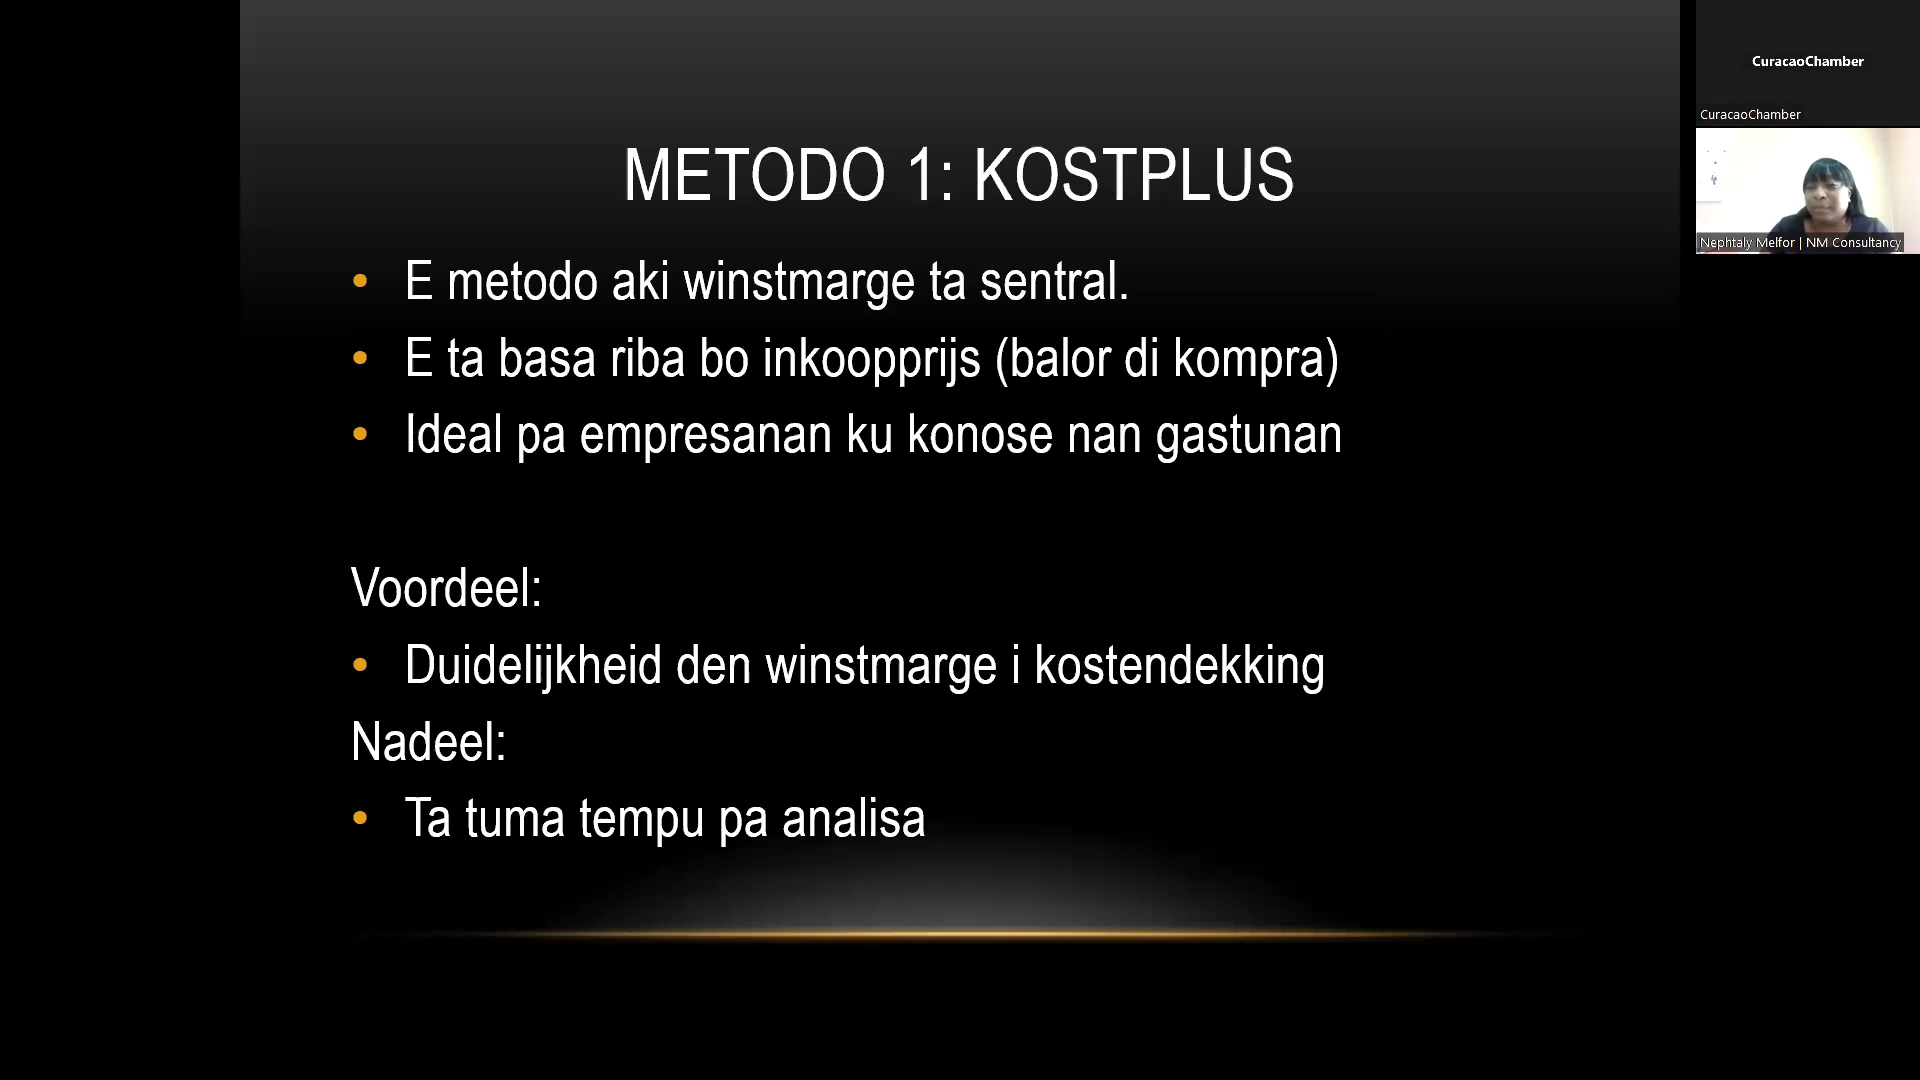 METODO 1: KOSTPLUS
• E metodo aki winstmarge ta sentral.
• E ta basa riba bo inkoopprijs (balor di kompra)
• Ideal pa empresanan ku konose nan gastunan
Voordeel:
• Duidelijkheid den winstmarge i kostendekking
Nadeel:
• Ta tuma tempu pa analisa
CuracaoChamber
CuracaoChamber
Nephtaly Melfor | NM Consultancy